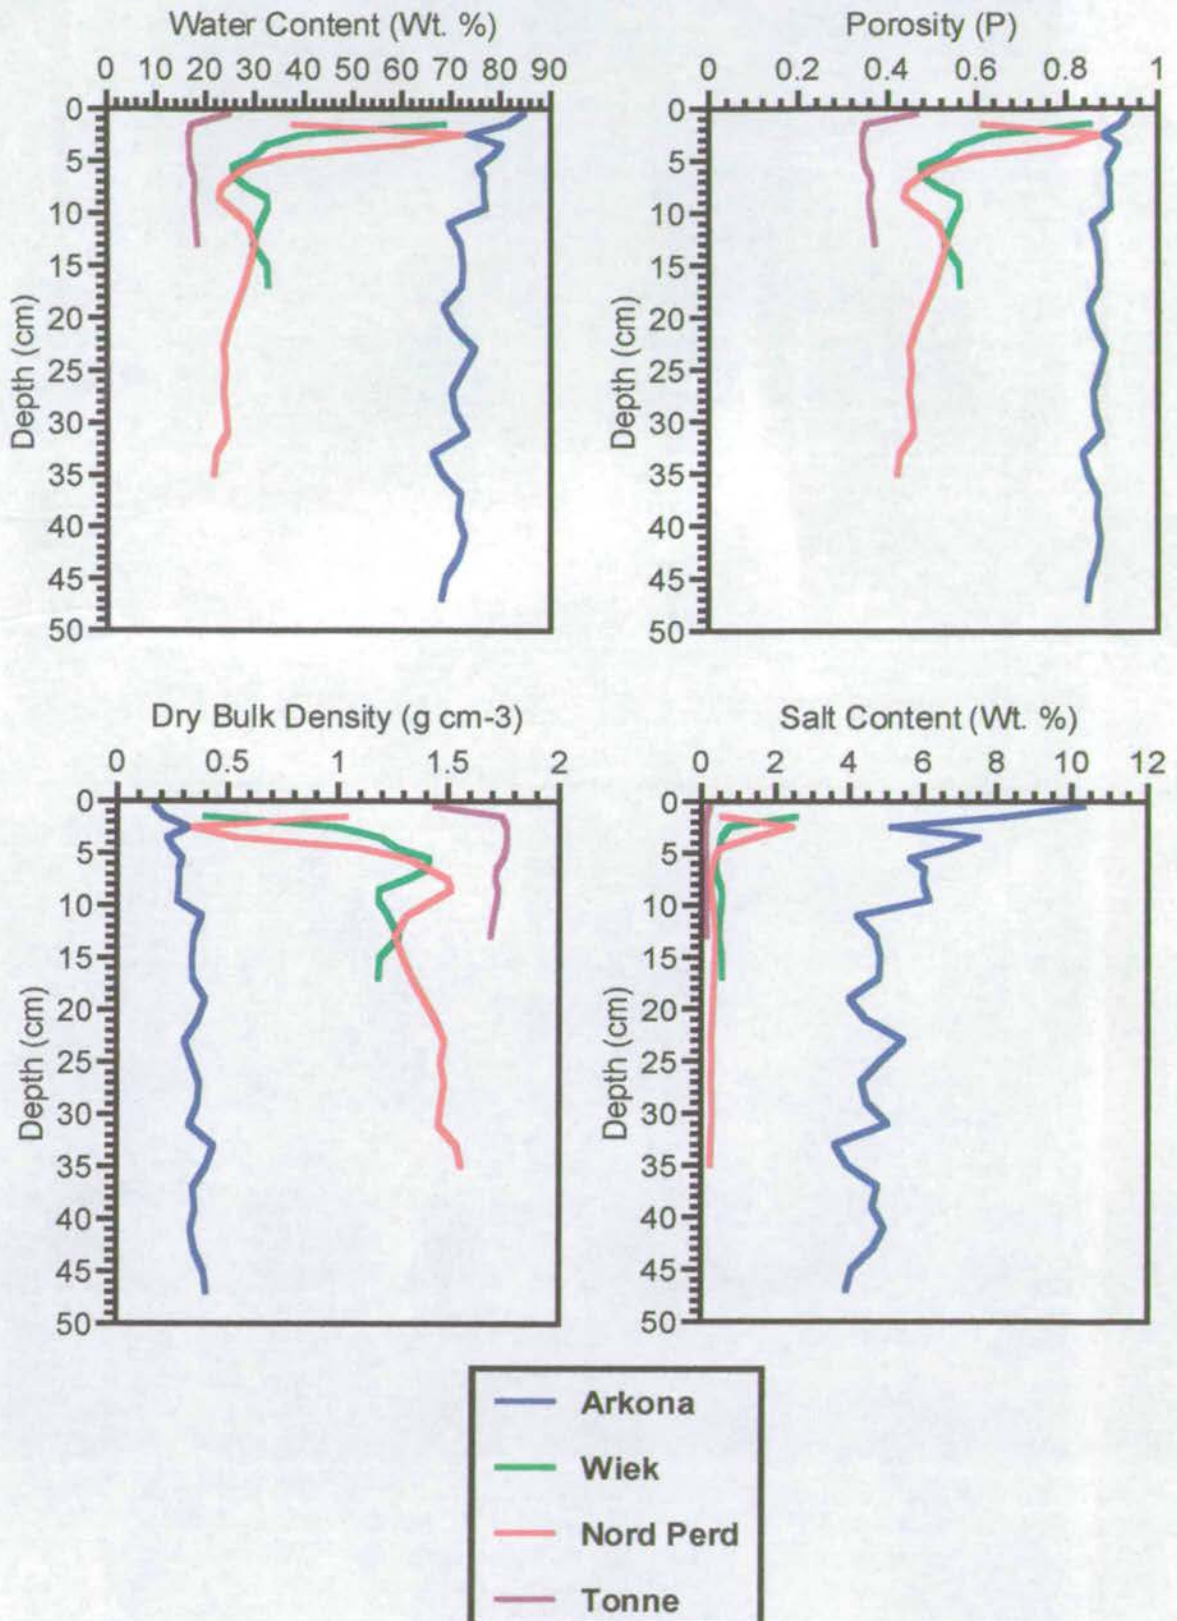 Water Content (Wt. %)
0 10 20 30 40 50 60 70 80 90
0
5
10
15
20
25
30
35
40
45
50
Depth (cm)
Porosity (P)
0 0.2 0.4 0.6 0.8 1
0
5
10
15
20
25
30
35
40
45
50
Depth (cm)
Dry Bulk Density (g cm-3)
0 0.5 1 1.5 2
0
5
10
15
20
25
30
35
40
45
50
Depth (cm)
Salt Content (Wt. %)
0 2 4 6 8 10 12
0
5
10
15
20
25
30
35
40
45
50
Depth (cm)
Arkona
Wiek
Nord Perd
Tonne